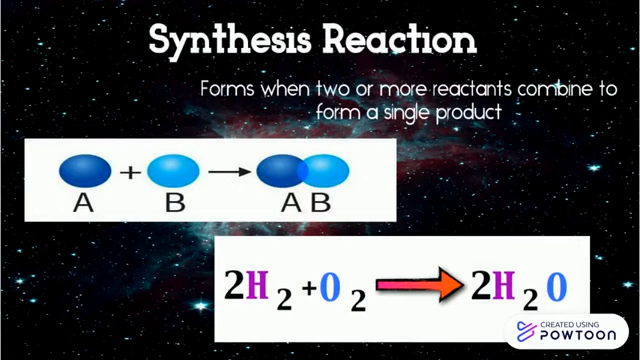 Synthesis Reaction
Forms when two or more reactants combine to
form a single product
A + B → A B
2H2 + O2 → 2H2O
CREATED USING
POWTOON